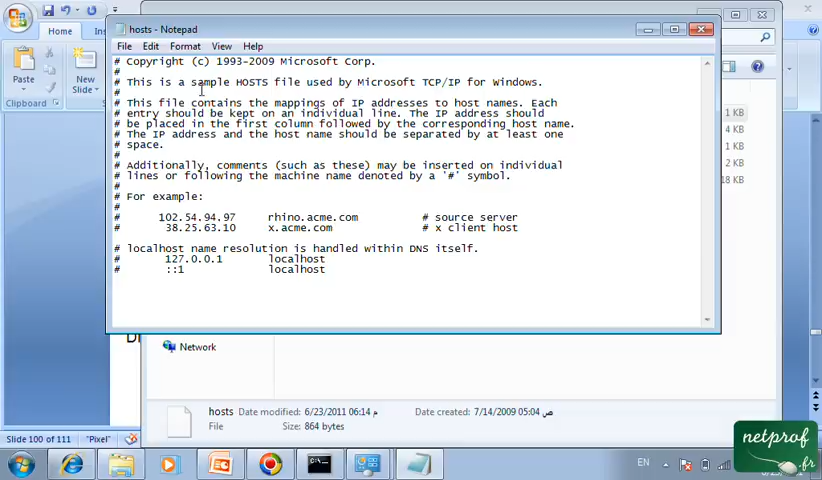 hosts - Notepad
Home
Ins
File Edit Format View Help
Paste
New
Clipboard
# Copyright (c) 1993-2009 Microsoft Corp.
#
# This is a sample HOSTS file used by Microsoft TCP/IP for Windows.
#
# This file contains the mappings of IP addresses to host names. Each
# entry should be kept on an individual line. The IP address should
# be placed in the first column followed by the corresponding host name.
# The IP address and the host name should be separated by at least one
# space.
#
# Additionally, comments (such as these) may be inserted on individual
# lines or following the machine name denoted by a '#' symbol.
#
# For example:
#
# 102.54.94.97 rhino.acme.com # source server
# 38.25.63.10 x.acme.com # x client host
# localhost name resolution is handled within DNS itself.
# 127.0.0.1 localhost
# ::1 localhost
1 KB
4 KB
2 KB
18 KB
Network
hosts Date modified: 6/23/2011 06:14 م Date created: 7/14/2009 05:04 ص
File Size: 864 bytes
Slide 100 of 111 "Pixel"
EN
netprof
.fr